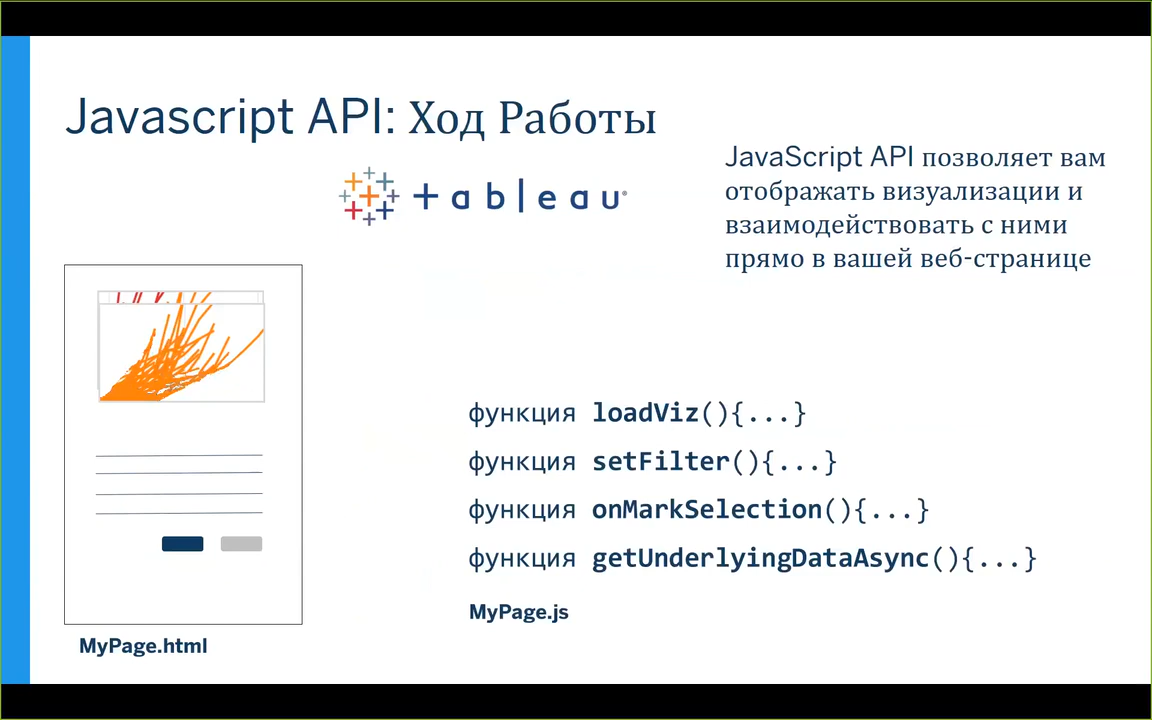 Javascript API: Ход Работы
+ableau®
JavaScript API позволяет вам
отображать визуализации и
взаимодействовать с ними
прямо в вашей веб-странице
функция loadViz(){...}
функция setFilter(){...}
функция onMarkSelection(){...}
функция getUnderlyingDataAsync(){...}
MyPage.js
MyPage.html